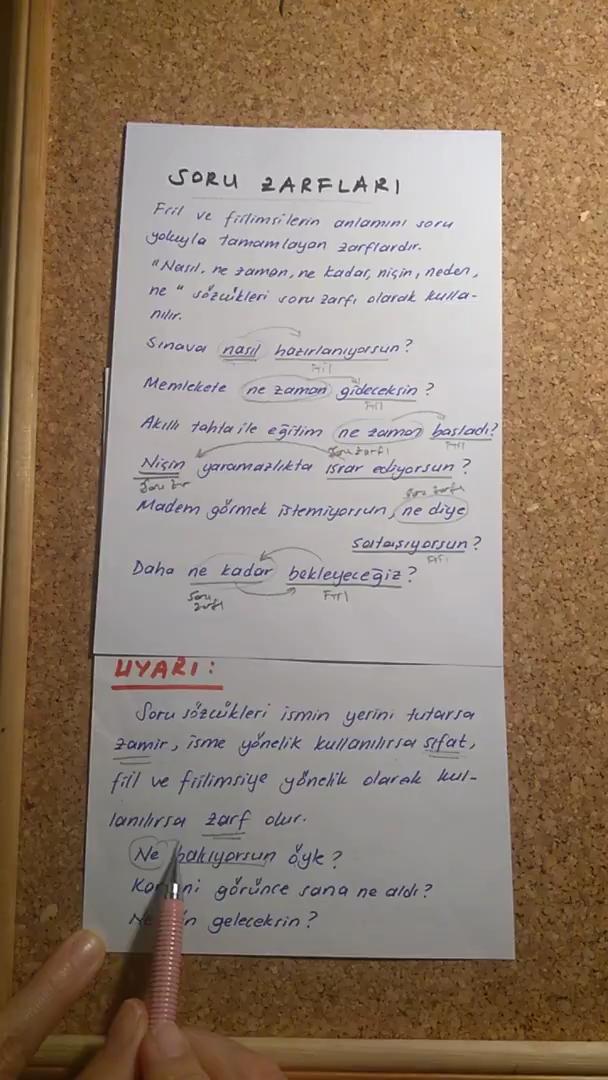 SORU ZARFLARI
Fiil ve fiilimsilerin anlamını soru
yoluyla tamamlayan zarflardır.
"Nasıl, ne zaman, ne kadar, niçin, neden,
ne" sözcükleri soru zarfı olarak kulla-
nılır.
Sınava nasıl hazırlanıyorsun?
Fiil
Memlekete ne zaman gideceksin?
Fiil
Akıllı tahta ile eğitim ne zaman başladı?
Soru zarfı Fiil
Niçin yaramazlıkta ısrar ediyorsun?
Soru zarfı
Madem görmek istemiyorsun, ne diye
sataşıyorsun?
Fiil
Daha ne kadar bekleyeceğiz?
Soru zarfı Fiil
UYARI:
Soru sözcükleri ismin yerini tutarsa
zamir, isme yönelik kullanılırsa sıfat,
fiil ve fiilimsiye yönelik olarak kul-
lanılırsa zarf olur.
Ne bakıyorsun öyle?
görünce sana ne aldı?
geleceksin?